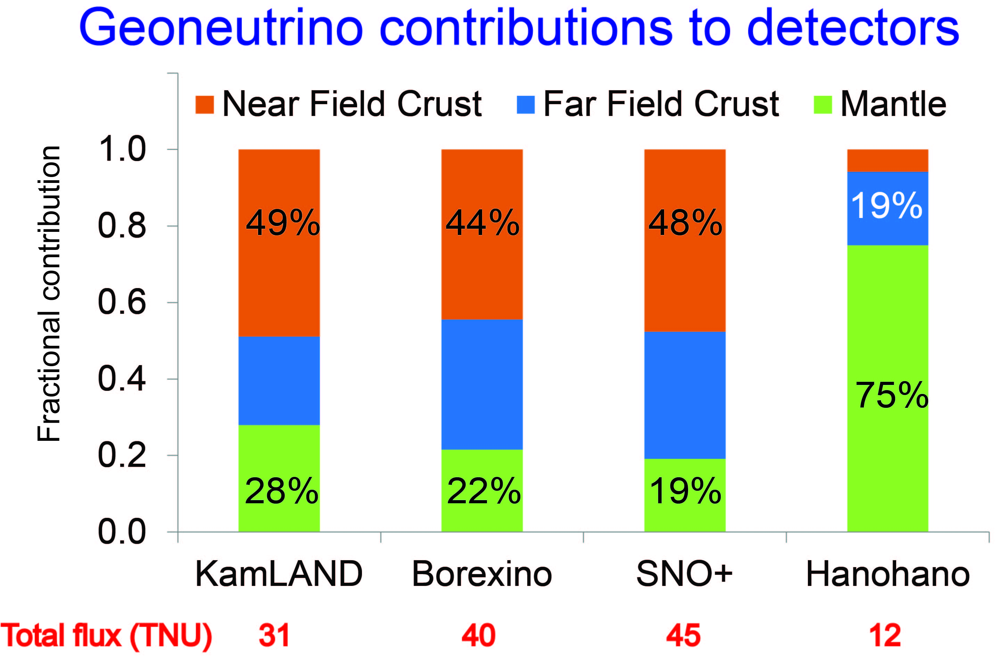 Geoneutrino contributions to detectors
Near Field Crust Far Field Crust Mantle
Fractional contribution
1.0
0.8
0.6
0.4
0.2
0.0
49% 44% 48% 19%
75%
28% 22% 19%
KamLAND Borexino SNO+ Hanohano
Total flux (TNU) 31 40 45 12